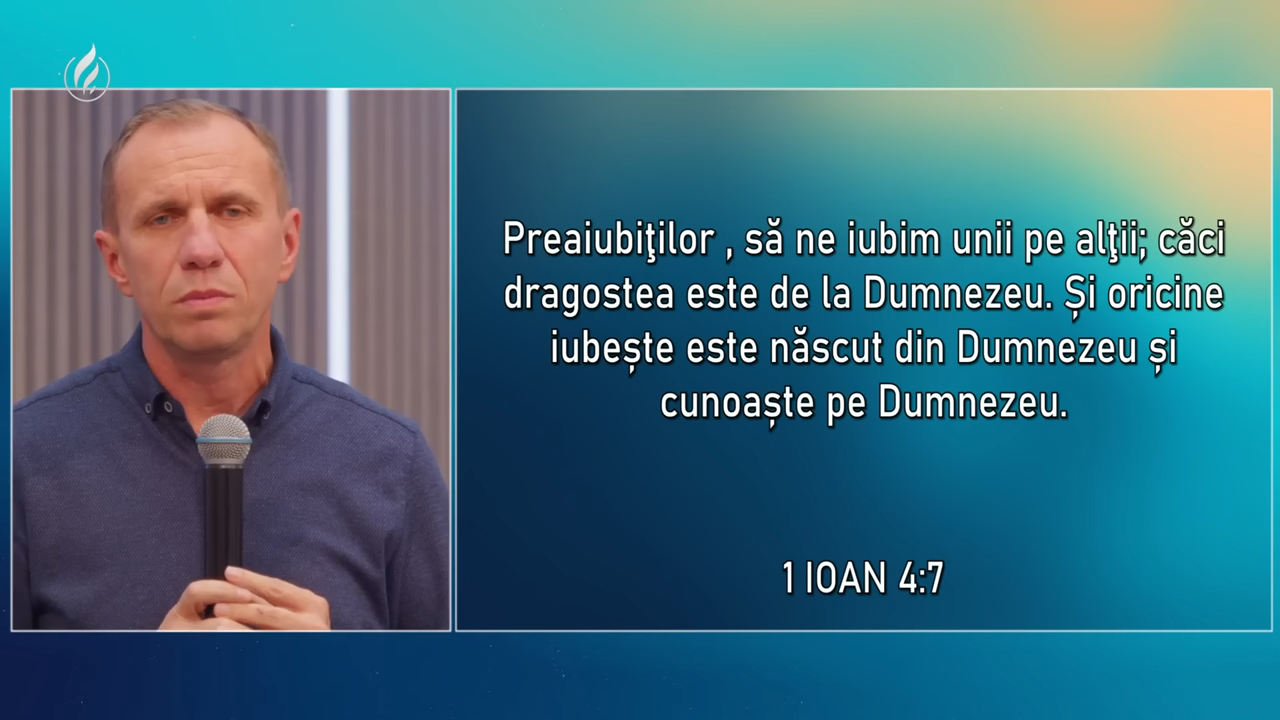 Preaiubiţilor , să ne iubim unii pe alţii; căci
dragostea este de la Dumnezeu. Și oricine
iubește este născut din Dumnezeu și
cunoaște pe Dumnezeu.
1 IOAN 4:7